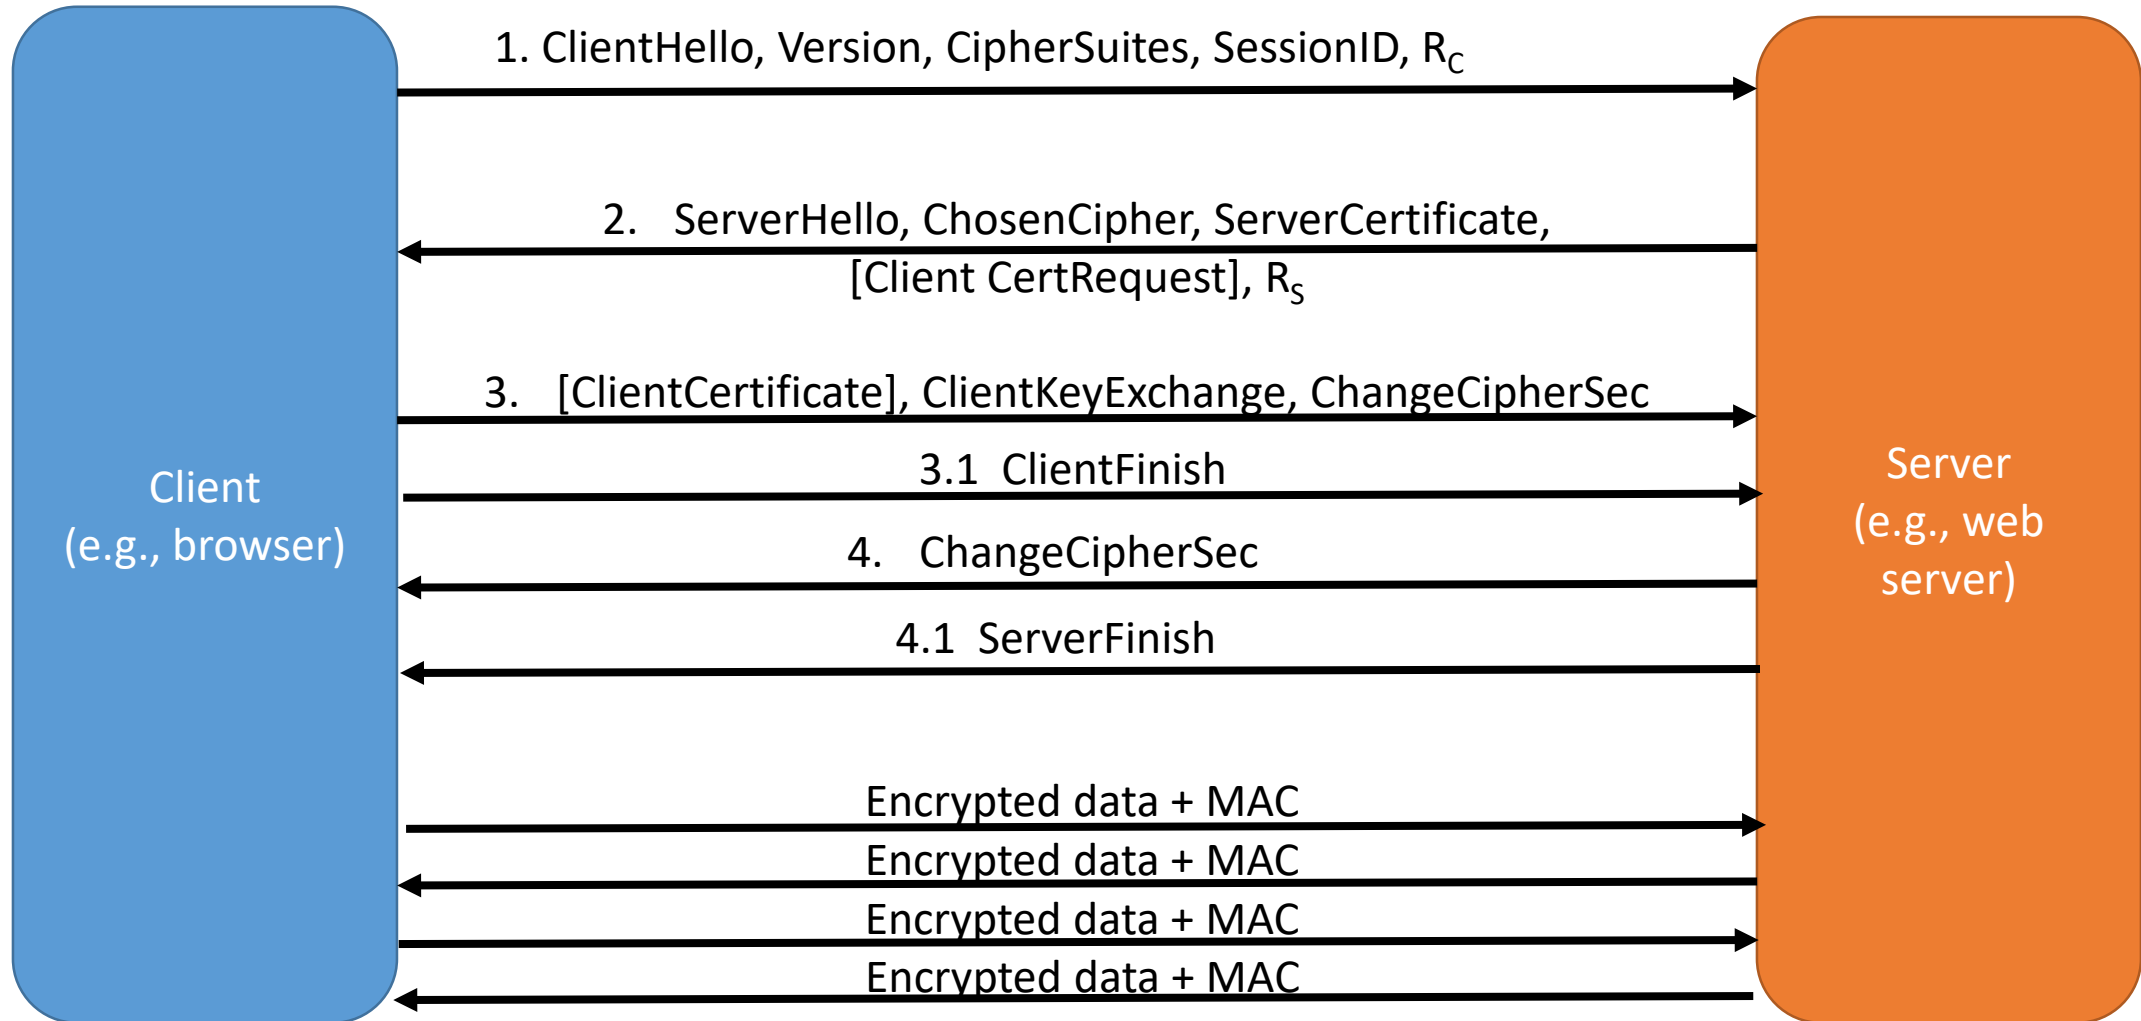 1. ClientHello, Version, CipherSuites, SessionID, R_C
2. ServerHello, ChosenCipher, ServerCertificate,
[Client CertRequest], R_S
3. [ClientCertificate], ClientKeyExchange, ChangeCipherSec
3.1 ClientFinish
4. ChangeCipherSec
4.1 ServerFinish
Client
(e.g., browser)
Server
(e.g., web
server)
Encrypted data + MAC
Encrypted data + MAC
Encrypted data + MAC
Encrypted data + MAC